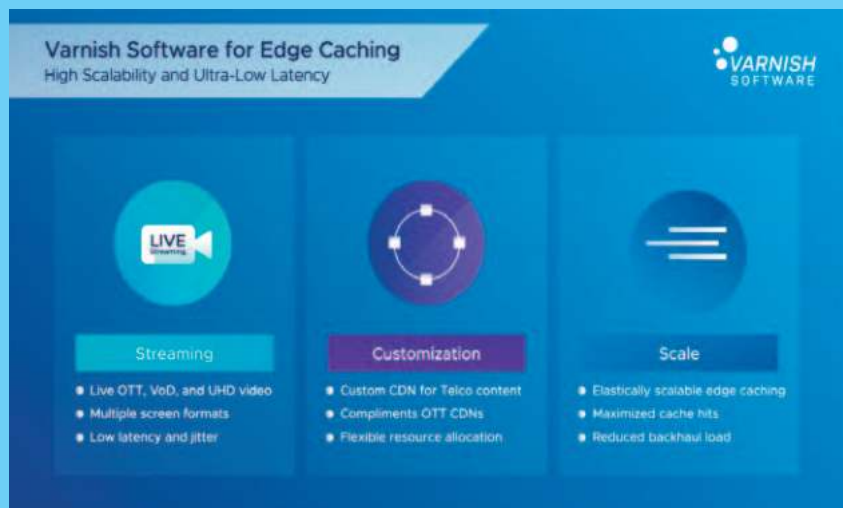 Varnish Software for Edge Caching
High Scalability and Ultra-Low Latency
VARNISH
SOFTWARE
LIVE
Streaming
Streaming
Live OTT, VoD, and UHD video
Multiple screen formats
Low latency and jitter
Customization
Custom CDN for Telco content
Compliments OTT CDNs
Flexible resource allocation
Scale
Elastically scalable edge caching
Maximized cache hits
Reduced backhaul load